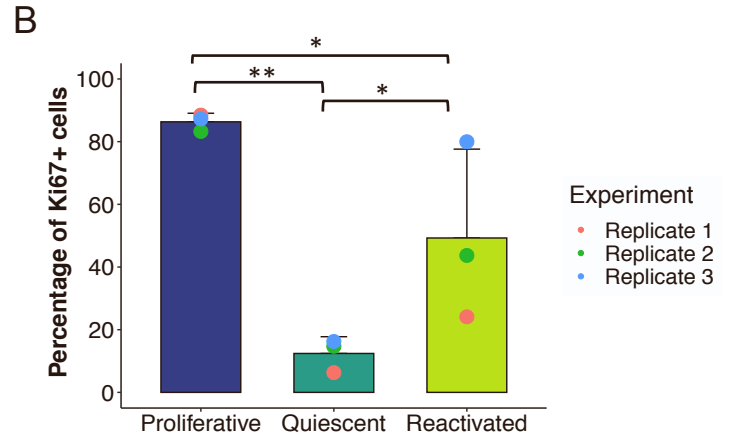 B
Percentage of Ki67+ cells
100
80
60
40
20
0
*
**
*
Proliferative Quiescent Reactivated
Experiment
Replicate 1
Replicate 2
Replicate 3